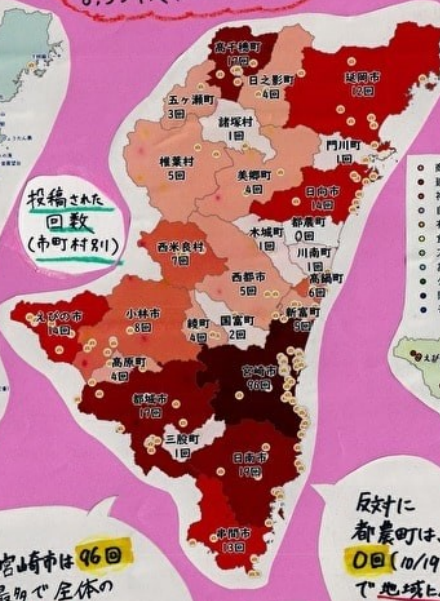 高千穂町
17回
日之影町
4回
延岡市
12回
五ヶ瀬町
3回
諸塚村
1回
門川町
1回
椎葉村
5回
美郷町
4回
日向市
14回
投稿された
回数
(市町村別)
都農町
0回
木城町
1回
川南町
1回
西米良村
7回
西都市
5回
高鍋町
6回
えびの市
14回
小林市
8回
綾町
4回
国富町
2回
新富町
5回
高原町
4回
宮崎市
96回
都城市
17回
三股町
1回
日南市
19回
串間市
13回
宮崎市は 96回
で全体の
反対に
都農町は、
0回(10/19
で地域に